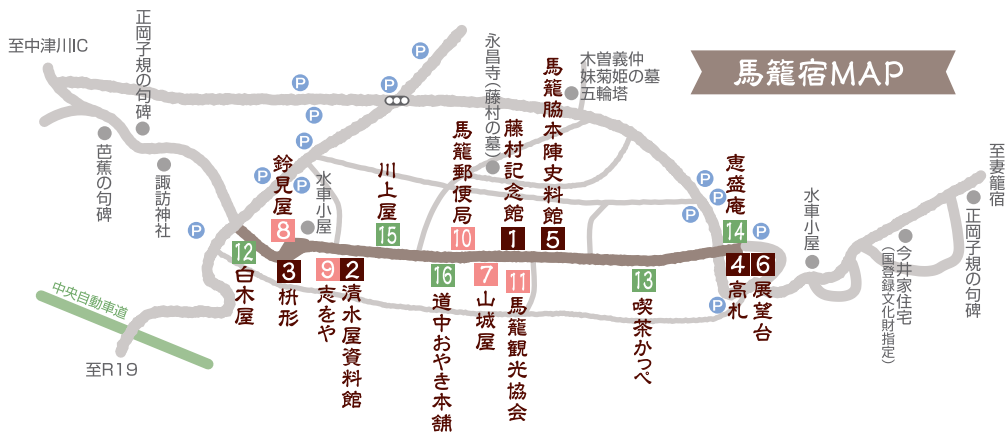 馬籠宿MAP
至中津川IC
正岡子規の句碑
芭蕉の句碑
諏訪神社
中央自動車道
至R19
P
P
P
P
P
P
P
P
P
P
P
P
P
鈴見屋
8
水車小屋
川上屋
15
永昌寺(藤村の墓)
馬籠郵便局
10
藤村記念館
1
馬籠脇本陣史料館
5
木曽義仲
妹菊姫の墓
五輪塔
恵盛庵
14
12
白木屋
3
枡形
9
志をや
2
清水屋資料館
16
道中おやき本舗
7
山城屋
11
馬籠観光協会
13
喫茶かっぺ
4
高札
6
展望台
水車小屋
今井家住宅
(国登録文化財指定)
正岡子規の句碑
至妻籠宿